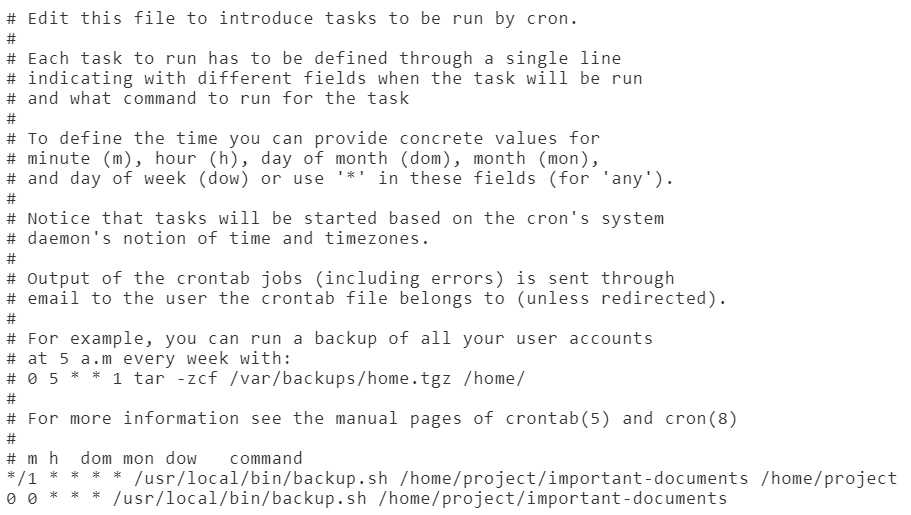 # Edit this file to introduce tasks to be run by cron.
#
# Each task to run has to be defined through a single line
# indicating with different fields when the task will be run
# and what command to run for the task
#
# To define the time you can provide concrete values for
# minute (m), hour (h), day of month (dom), month (mon),
# and day of week (dow) or use '*' in these fields (for 'any').
#
# Notice that tasks will be started based on the cron's system
# daemon's notion of time and timezones.
#
# Output of the crontab jobs (including errors) is sent through
# email to the user the crontab file belongs to (unless redirected).
#
# For example, you can run a backup of all your user accounts
# at 5 a.m every week with:
# 0 5 * * 1 tar -zcf /var/backups/home.tgz /home/
#
# For more information see the manual pages of crontab(5) and cron(8)
#
# m h  dom mon dow   command
*/1 * * * * /usr/local/bin/backup.sh /home/project/important-documents /home/project
0 0 * * * /usr/local/bin/backup.sh /home/project/important-documents